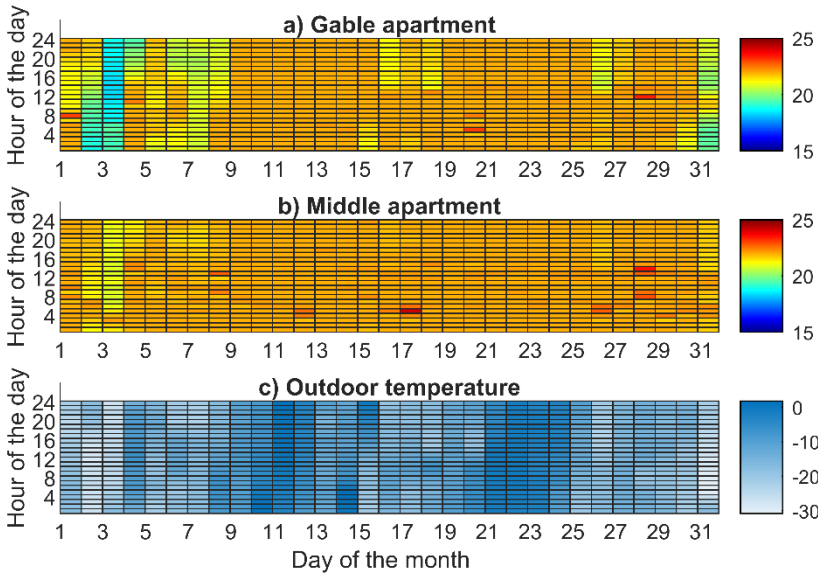 a) Gable apartment
Hour of the day
24
20
16
12
8
4
1 3 5 7 9 11 13 15 17 19 21 23 25 27 29 31
25
20
15
b) Middle apartment
Hour of the day
24
20
16
12
8
4
1 3 5 7 9 11 13 15 17 19 21 23 25 27 29 31
25
20
15
c) Outdoor temperature
Hour of the day
24
20
16
12
8
4
1 3 5 7 9 11 13 15 17 19 21 23 25 27 29 31
Day of the month
0
-10
-20
-30